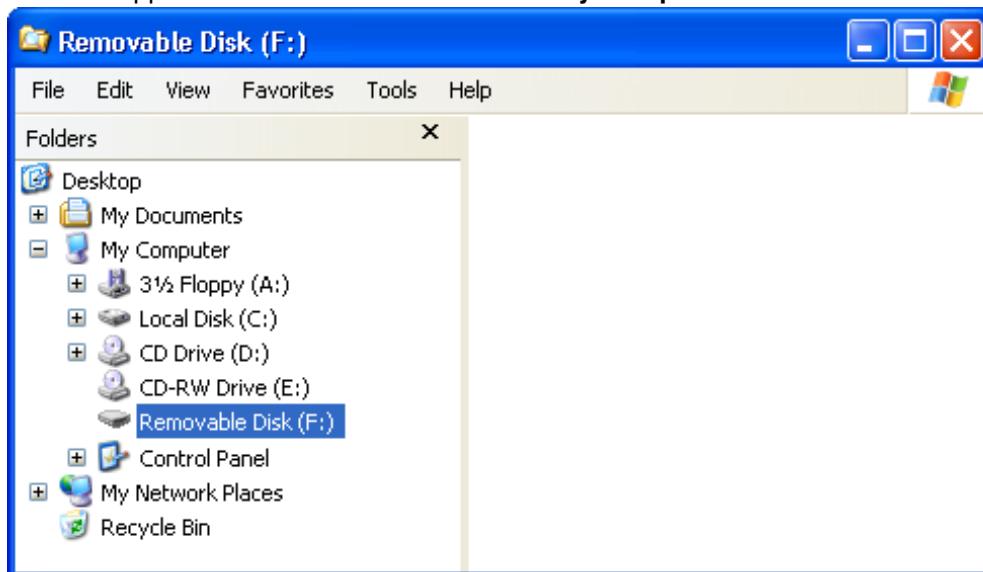 Removable Disk (F:)
File Edit View Favorites Tools Help
Folders X
Desktop
My Documents
My Computer
3½ Floppy (A:)
Local Disk (C:)
CD Drive (D:)
CD-RW Drive (E:)
Removable Disk (F:)
Control Panel
My Network Places
Recycle Bin